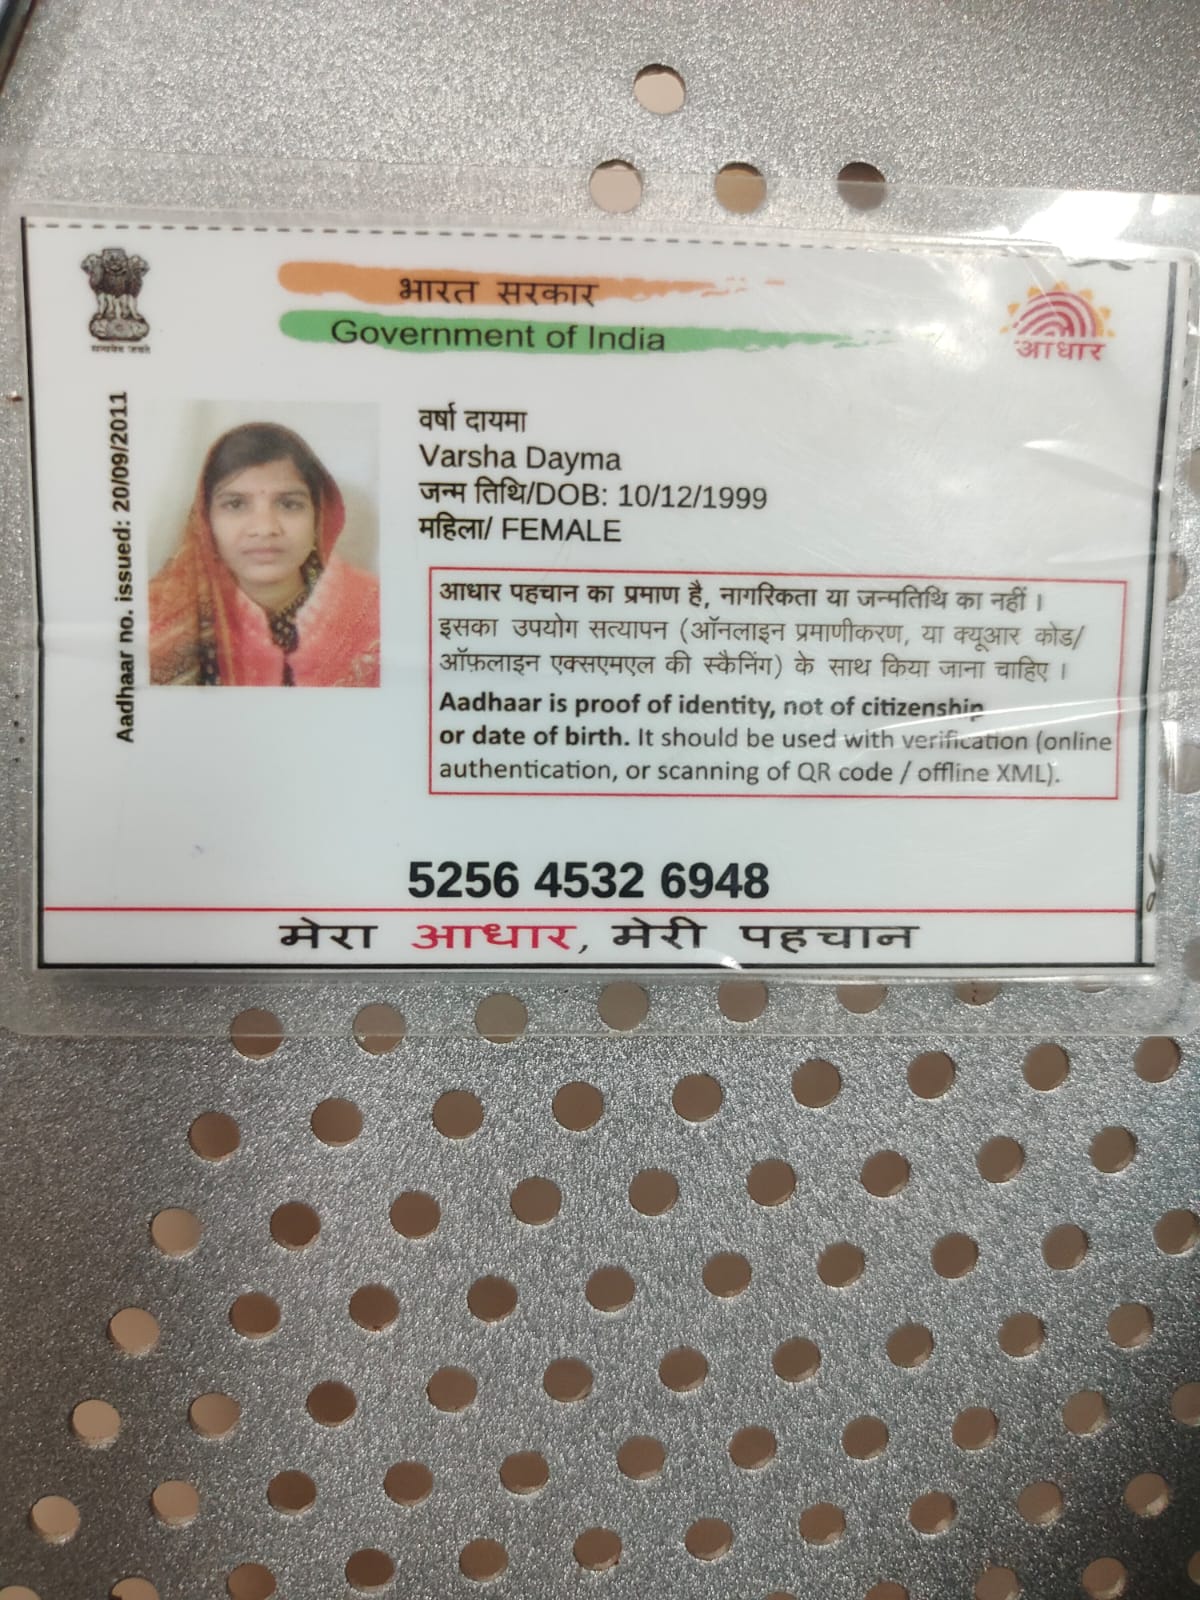 भारत सरकार
Government of India
आधार
Aadhaar no. issued: 20/09/2011
वर्षा दायमा
Varsha Dayma
जन्म तिथि/DOB: 10/12/1999
महिला/ FEMALE
आधार पहचान का प्रमाण है, नागरिकता या जन्मतिथि का नहीं ।
इसका उपयोग सत्यापन (ऑनलाइन प्रमाणीकरण, या क्यूआर कोड/
ऑफ़लाइन एक्सएमएल की स्कैनिंग) के साथ किया जाना चाहिए ।
Aadhaar is proof of identity, not of citizenship
or date of birth. It should be used with verification (online
authentication, or scanning of QR code / offline XML).
5256 4532 6948
मेरा आधार, मेरी पहचान